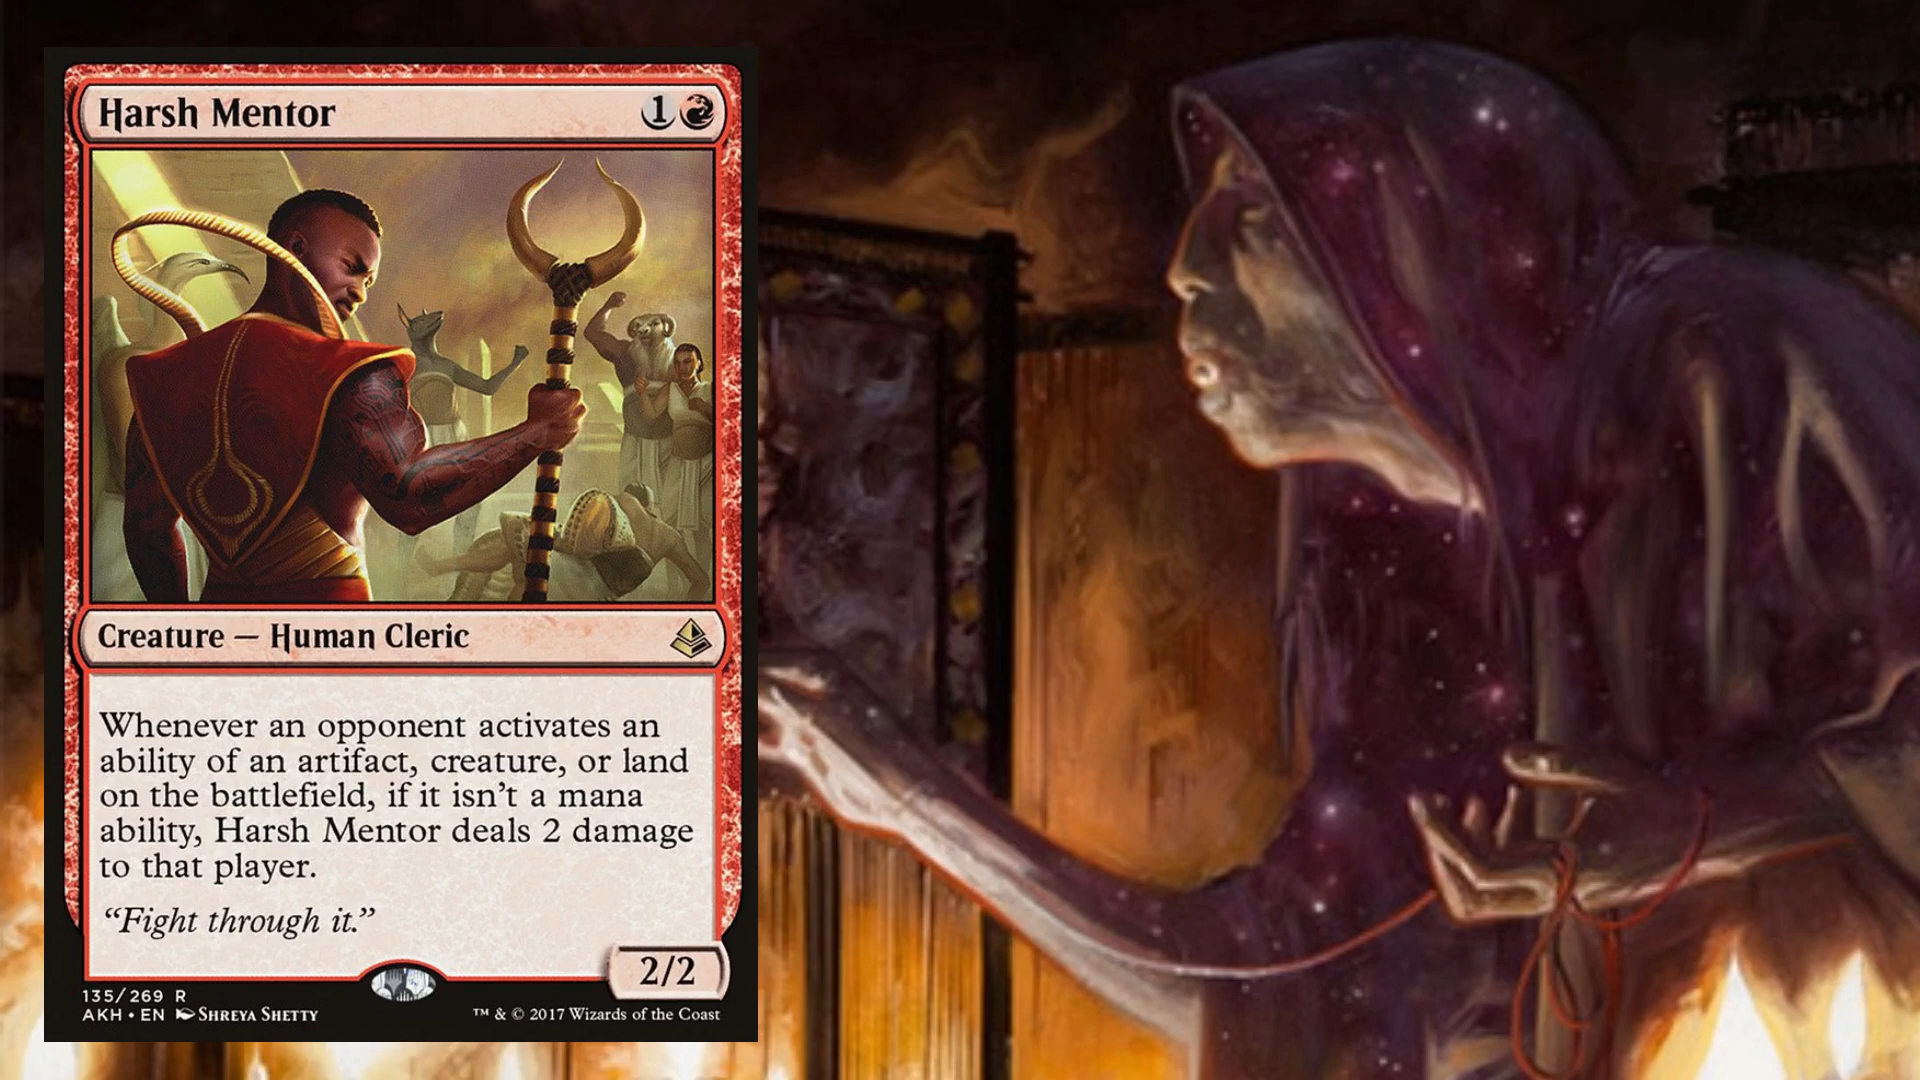 Harsh Mentor 1
Creature — Human Cleric
Whenever an opponent activates an
ability of an artifact, creature, or land
on the battlefield, if it isn't a mana
ability, Harsh Mentor deals 2 damage
to that player.
“Fight through it.”
2/2
135/269 R
AKH • EN SHREYA SHETTY
™ & © 2017 Wizards of the Coast